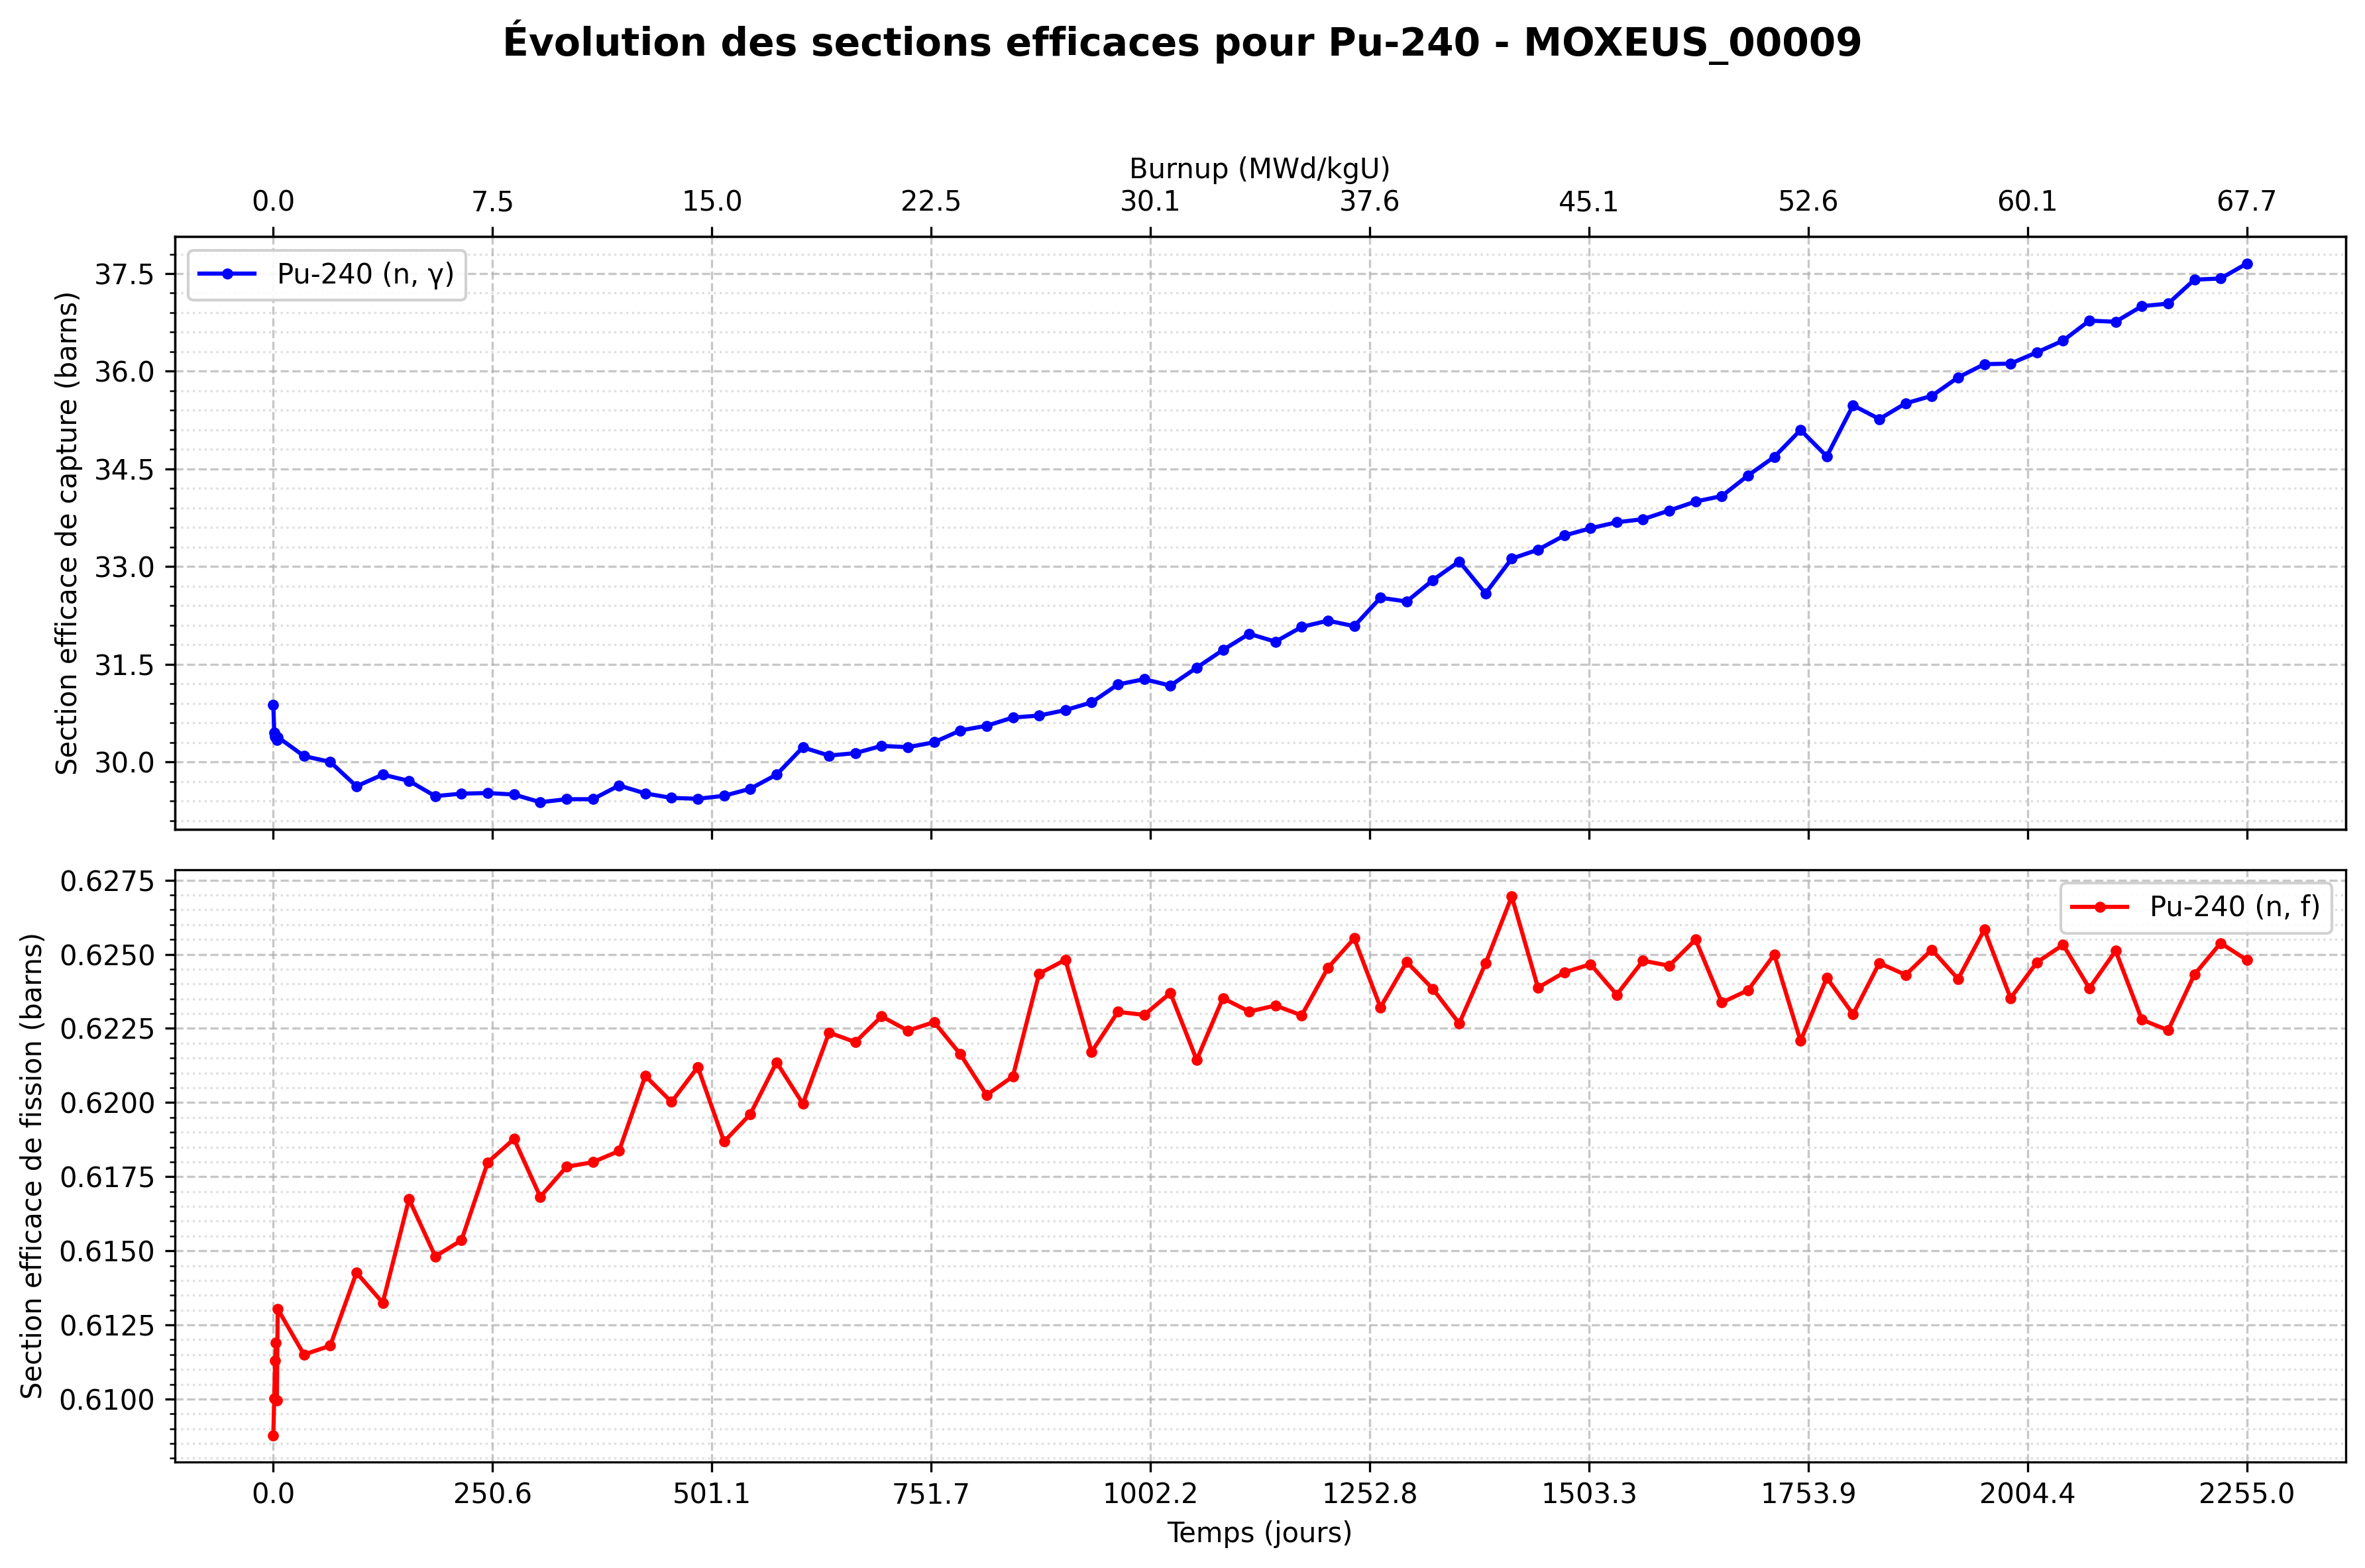 Évolution des sections efficaces pour Pu-240 - MOXEUS_00009
Burnup (MWd/kgU)
0.0 7.5 15.0 22.5 30.1 37.6 45.1 52.6 60.1 67.7
Section efficace de capture (barns)
37.5
36.0
34.5
33.0
31.5
30.0
Pu-240 (n, γ)
Section efficace de fission (barns)
0.6275
0.6250
0.6225
0.6200
0.6175
0.6150
0.6125
0.6100
Pu-240 (n, f)
0.0 250.6 501.1 751.7 1002.2 1252.8 1503.3 1753.9 2004.4 2255.0
Temps (jours)